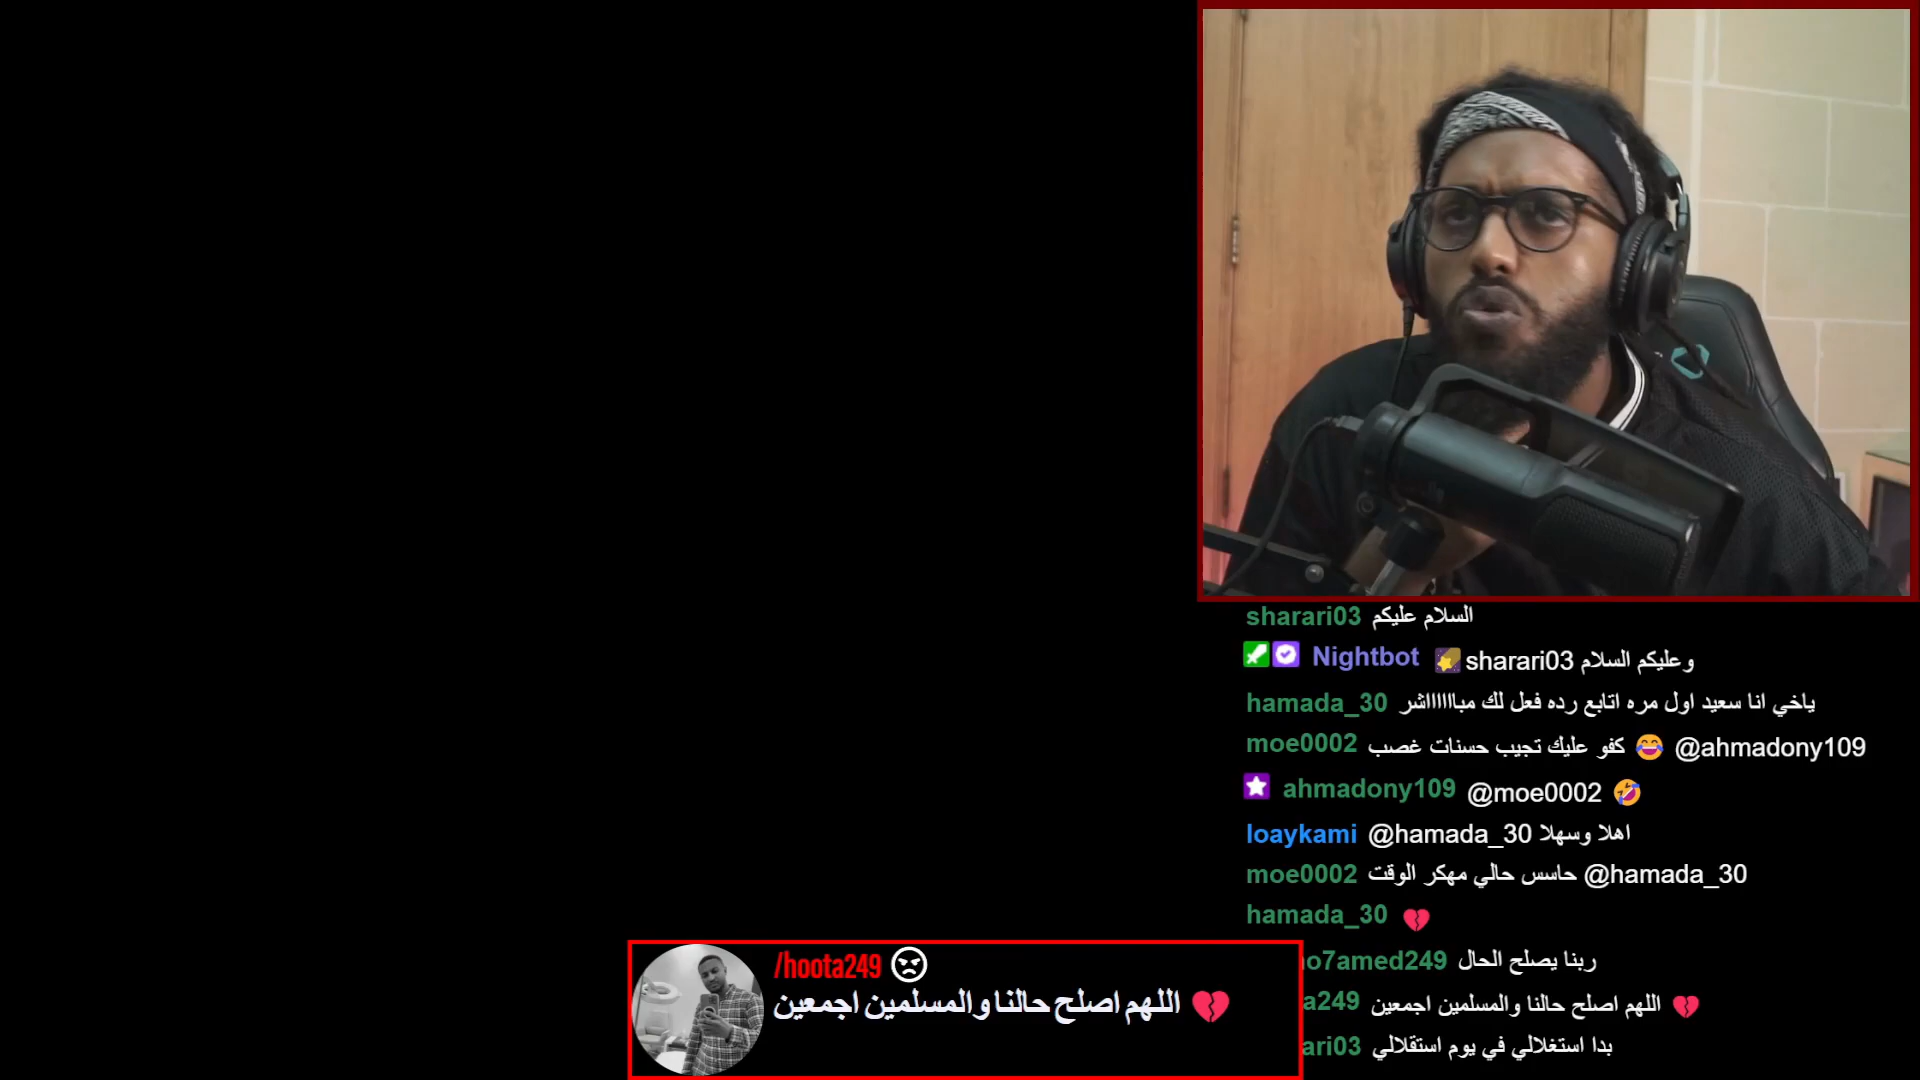 sharari03 السلام عليكم
Nightbot sharari03 وعليكم السلام
hamada_30 ياخي انا سعيد اول مره اتابع رده فعل لك مباااااشر
moe0002 كفو عليك تجيب حسنات غصب 😂 @ahmadony109
ahmadony109 @moe0002 🤣
loaykami @hamada_30 اهلا وسهلا
moe0002 حاسس حالي مهكر الوقت @hamada_30
hamada_30 💔
o7amed249 ربنا يصلح الحال
a249 اللهم اصلح حالنا والمسلمين اجمعين 💔
ari03 بدا استغلالي في يوم استقلالي
/hoota249
اللهم اصلح حالنا والمسلمين اجمعين 💔